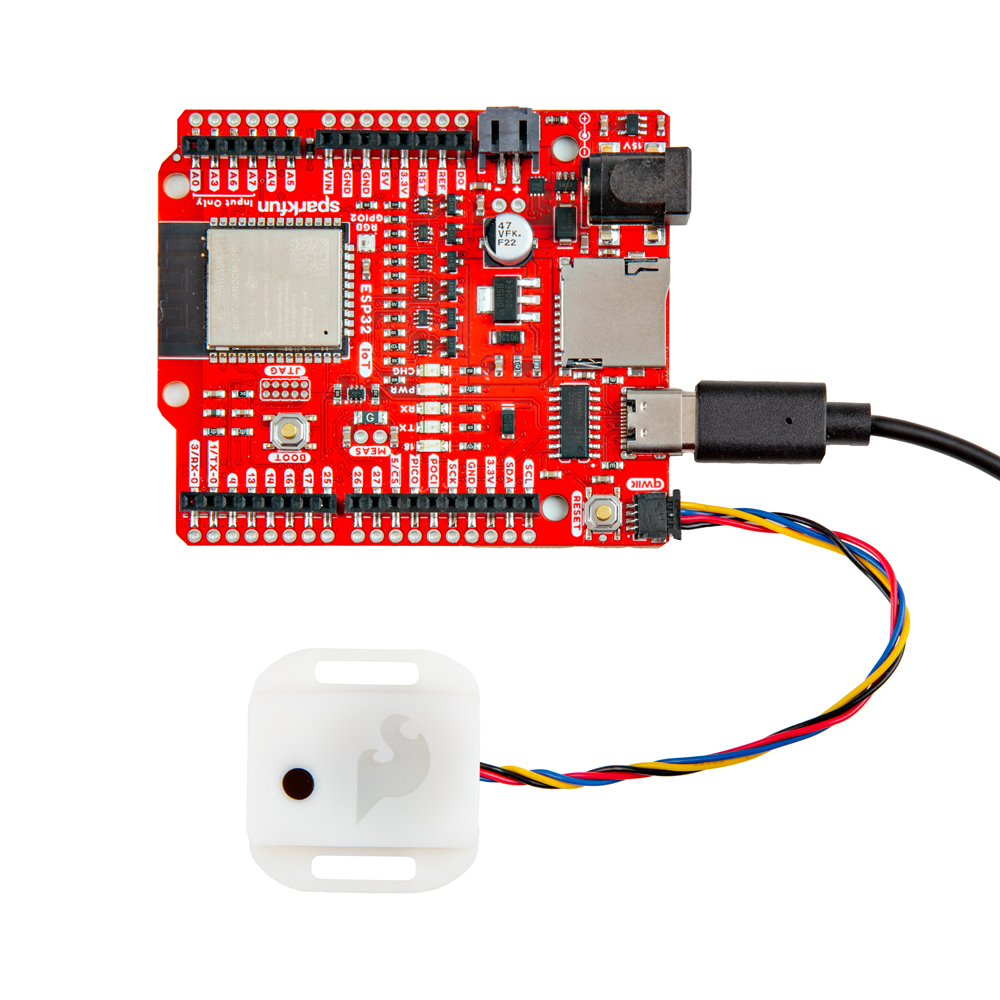 15V
A0
A3
A6
A7
A4
A5
Input Only
VIN
GND
GND
5V
3.3V
RST
REF
sparkfun
RGB
GPIO2
47
VFK.
F22
ESP32
IoT
JTAG
CHG
PWR
RX
TX
18
G
MEAS
BOOT
3/RX-0
1/TX-0
4
13
14
16
17
25
26
27
5/CS
PICO
POCI
SCK
GND
3.3V
SDA
SCL
RESET
QWIIC